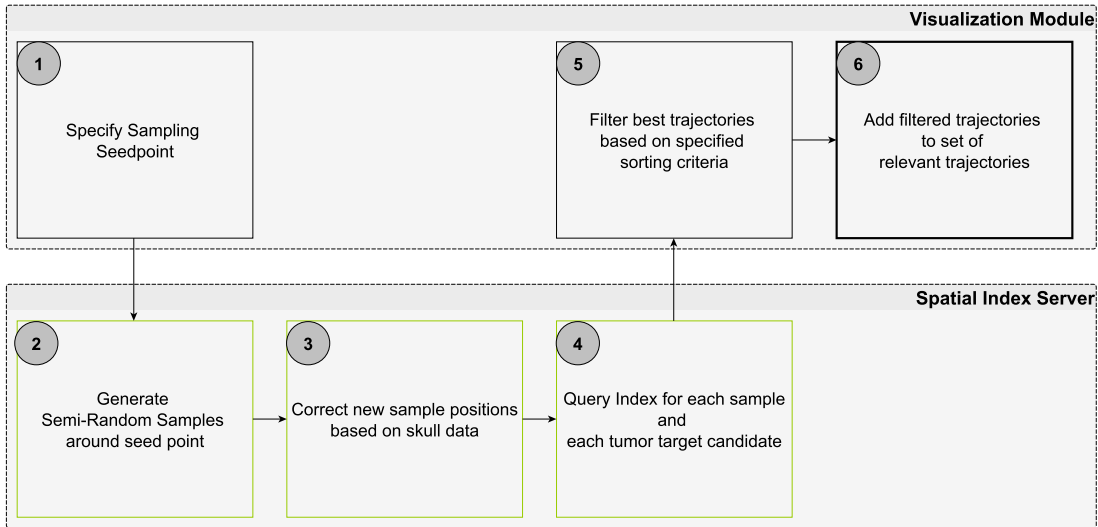 Visualization Module
1
Specify Sampling
Seedpoint
5
Filter best trajectories
based on specified
sorting criteria
6
Add filtered trajectories
to set of
relevant trajectories
Spatial Index Server
2
Generate
Semi-Random Samples
around seed point
3
Correct new sample positions
based on skull data
4
Query Index for each sample
and
each tumor target candidate